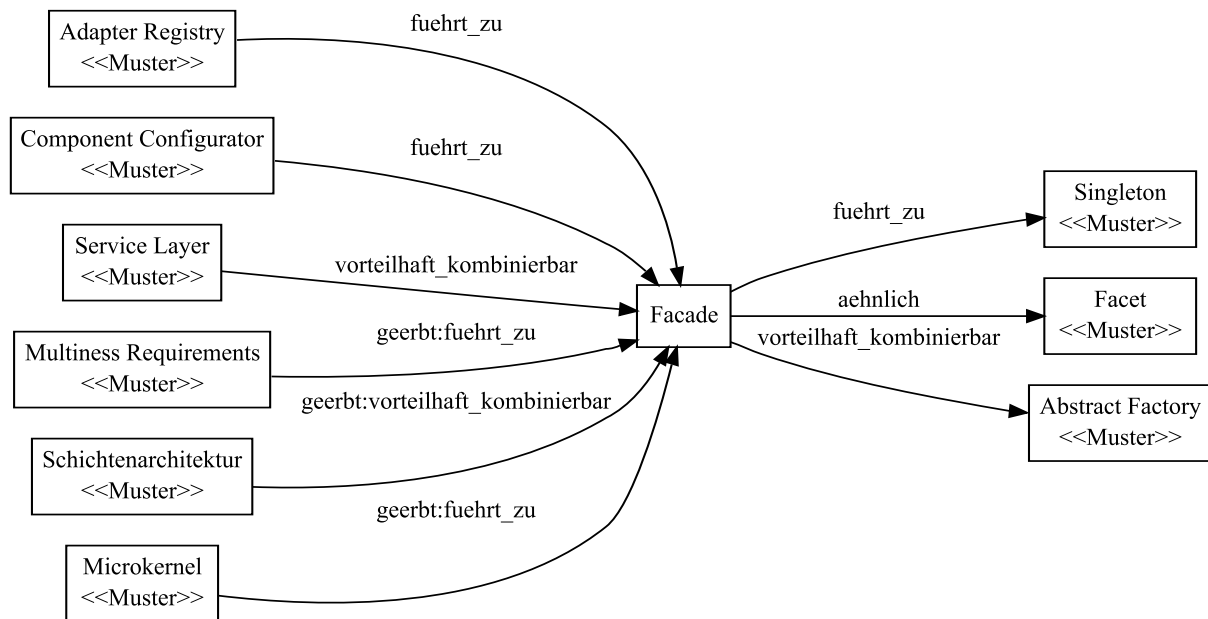 Adapter Registry
<<Muster>>
fuehrt_zu
Component Configurator
<<Muster>>
fuehrt_zu
Service Layer
<<Muster>>
vorteilhaft_kombinierbar
Multiness Requirements
<<Muster>>
geerbt:fuehrt_zu
Schichtenarchitektur
<<Muster>>
geerbt:vorteilhaft_kombinierbar
Microkernel
<<Muster>>
geerbt:fuehrt_zu
Facade
fuehrt_zu
Singleton
<<Muster>>
aehnlich
Facet
<<Muster>>
vorteilhaft_kombinierbar
Abstract Factory
<<Muster>>